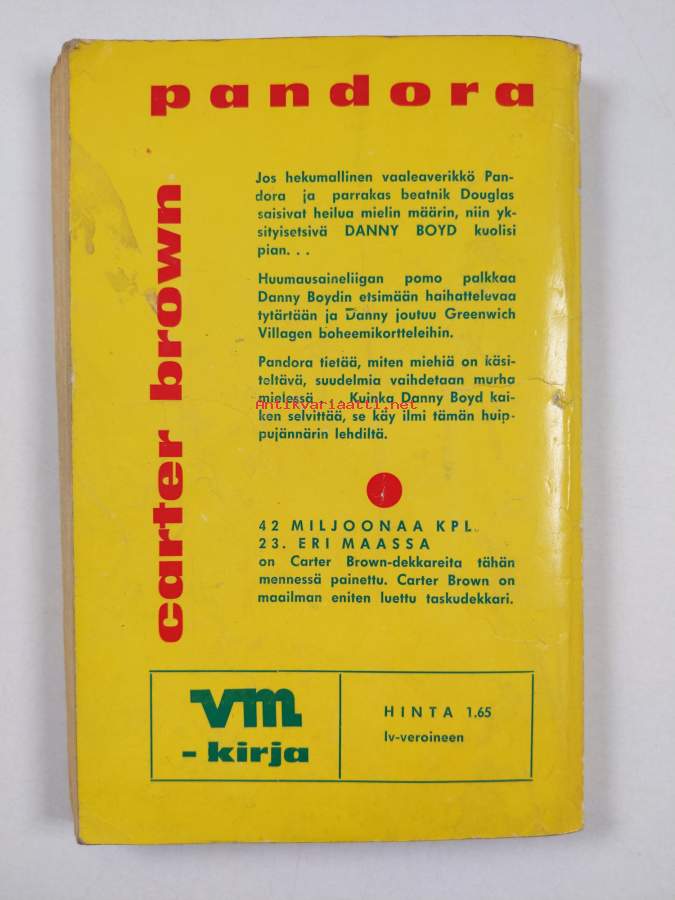 pandora
carter brown
Jos hekumallinen vaaleaverikkö Pan-
dora ja parrakas beatnik Douglas
saisivat heilua mielin määrin, niin yk-
sityisetsivä DANNY BOYD kuolisi
pian. . .
Huumausaineliigan pomo palkkaa
Danny Boydin etsimään haihattelevaa
tytärtään ja Danny joutuu Greenwich
Villagen boheemikortteleihin.
Pandora tietää, miten miehiä on käsi-
teltävä, suudelmia vaihdetaan murha
mielessä . . . Kuinka Danny Boyd kai-
Antikvariaatti.net
ken selvittää, se käy ilmi tämän huip-
pujännärin lehdiltä.
42 MILJOONAA KPL.
23. ERI MAASSA
on Carter Brown-dekkareita tähän
mennessä painettu. Carter Brown on
maailman eniten luettu taskudekkari.
vm
- kirja
HINTA 1,65
lv-veroineen